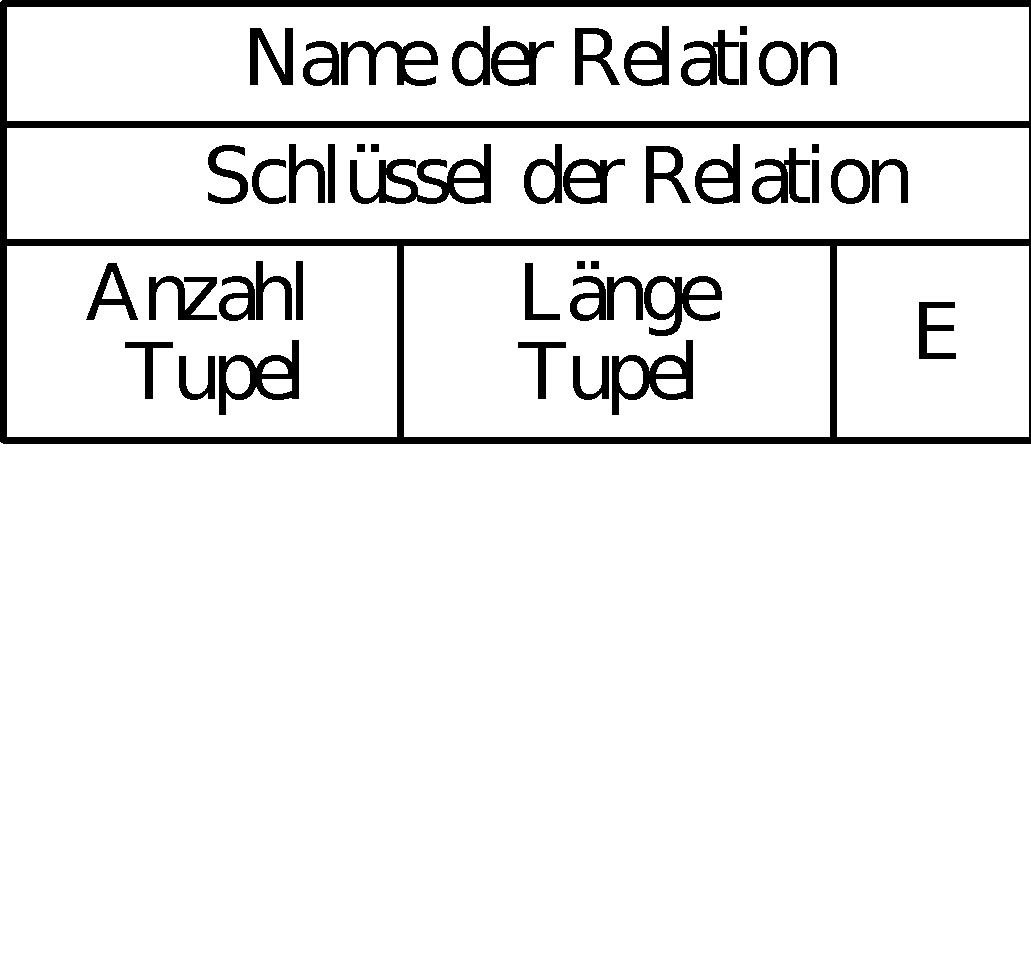 Name der Relation
Schlüssel der Relation
Anzahl
Tupel
Länge
Tupel
E